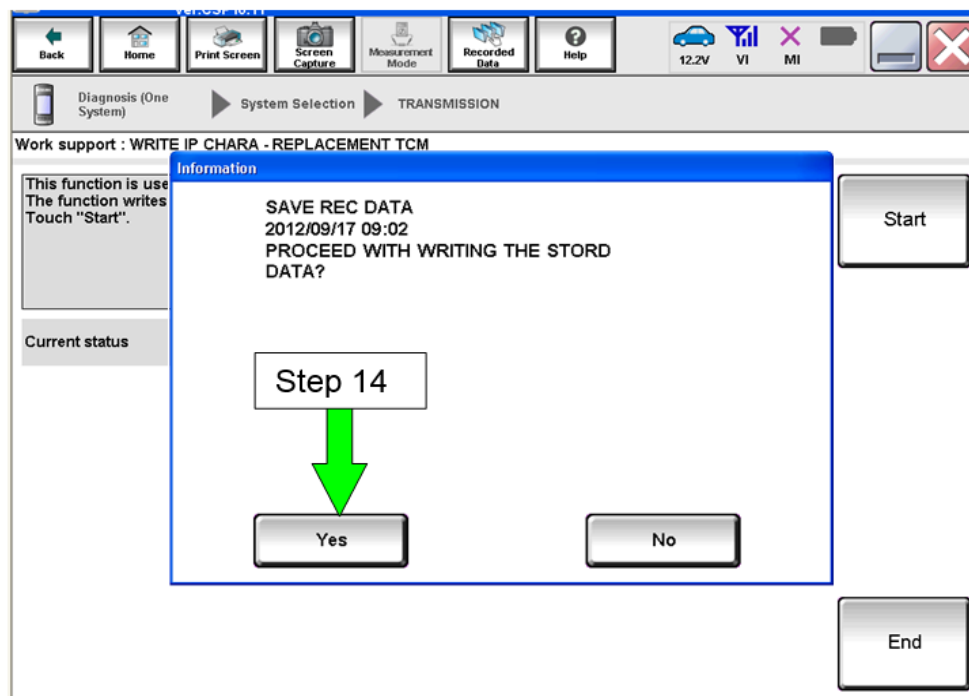 Back
Home
Print Screen
Screen
Capture
Measurement
Mode
Recorded
Data
Help
12.2V
VI
MI
Diagnosis (One
System)
System Selection
TRANSMISSION
Work support : WRITE IP CHARA - REPLACEMENT TCM
Information
This function is use
The function writes
Touch "Start".
SAVE REC DATA
2012/09/17 09:02
PROCEED WITH WRITING THE STORD
DATA?
Start
Current status
Step 14
Yes
No
End